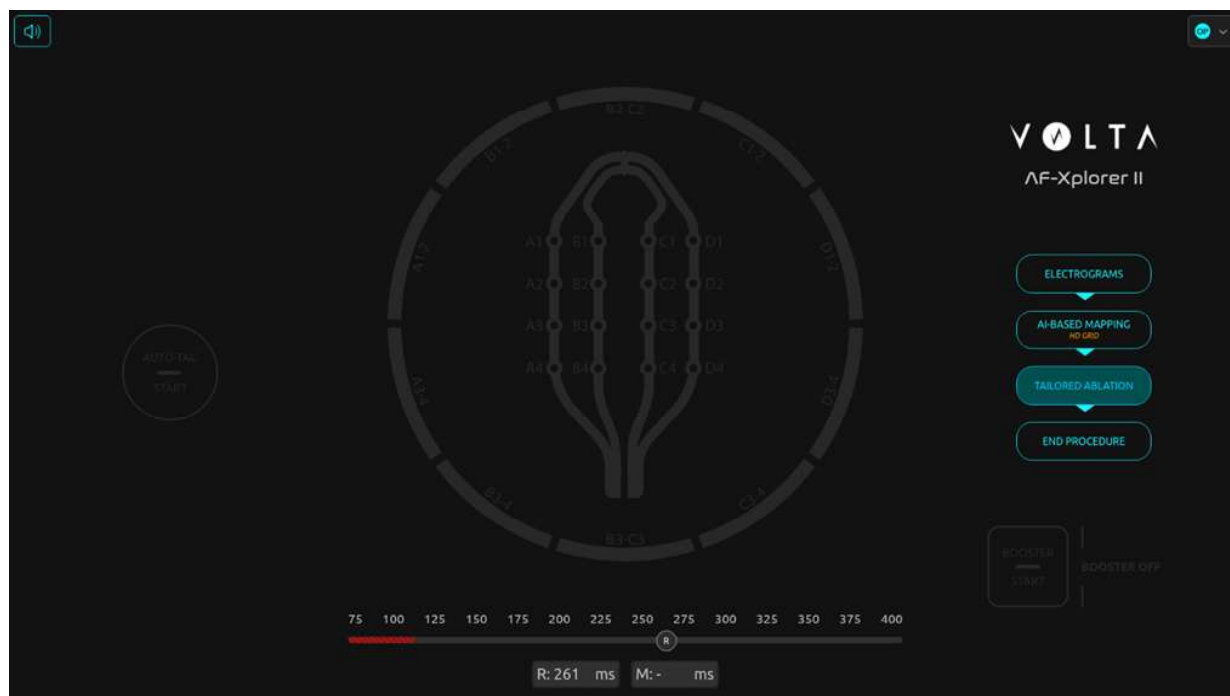 OP
VOLTA
AF-Xplorer II
ELECTROGRAMS
AI-BASED MAPPING
HD GRID
TAILORED ABLATION
END PROCEDURE
AUTO-TAG
START
B2-C2
B1-2
C1-2
A1-2
D1-2
A1 B1 C1 D1
A2 B2 C2 D2
A3 B3 C3 D3
A4 B4 C4 D4
A3-4
D3-4
B3-4
C3-4
B3-C3
BOOSTER
START
BOOSTER OFF
75 100 125 150 175 200 225 250 275 300 325 350 375 400
R
R: 261 ms M: - ms